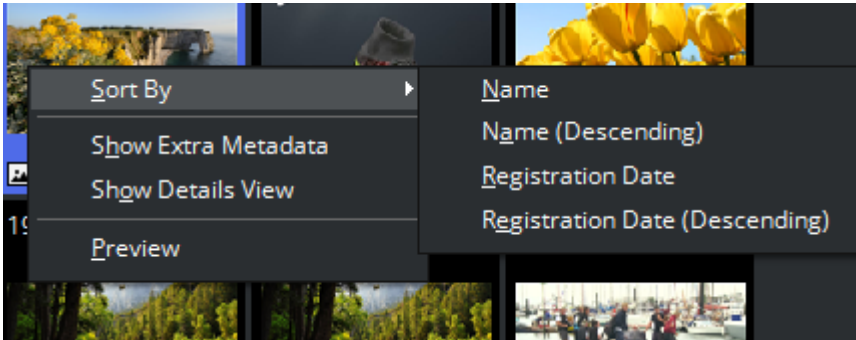 Sort By
Name
Name (Descending)
Show Extra Metadata
Registration Date
Show Details View
Registration Date (Descending)
Preview